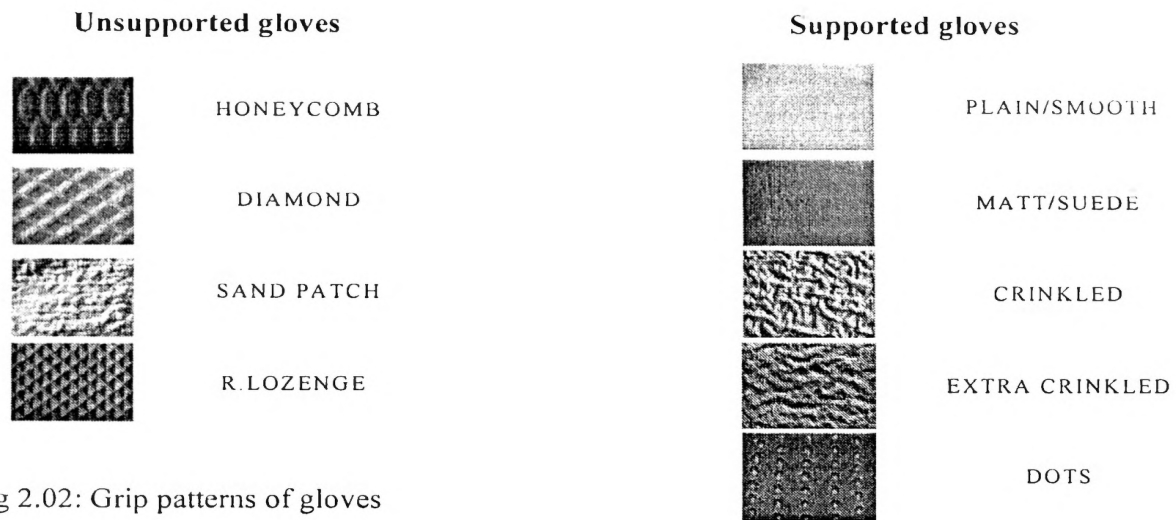 Unsupported gloves
HONEYCOMB
DIAMOND
SAND PATCH
R.LOZENGE
Supported gloves
PLAIN/SMOOTH
MATT/SUEDE
CRINKLED
EXTRA CRINKLED
DOTS
g 2.02: Grip patterns of gloves